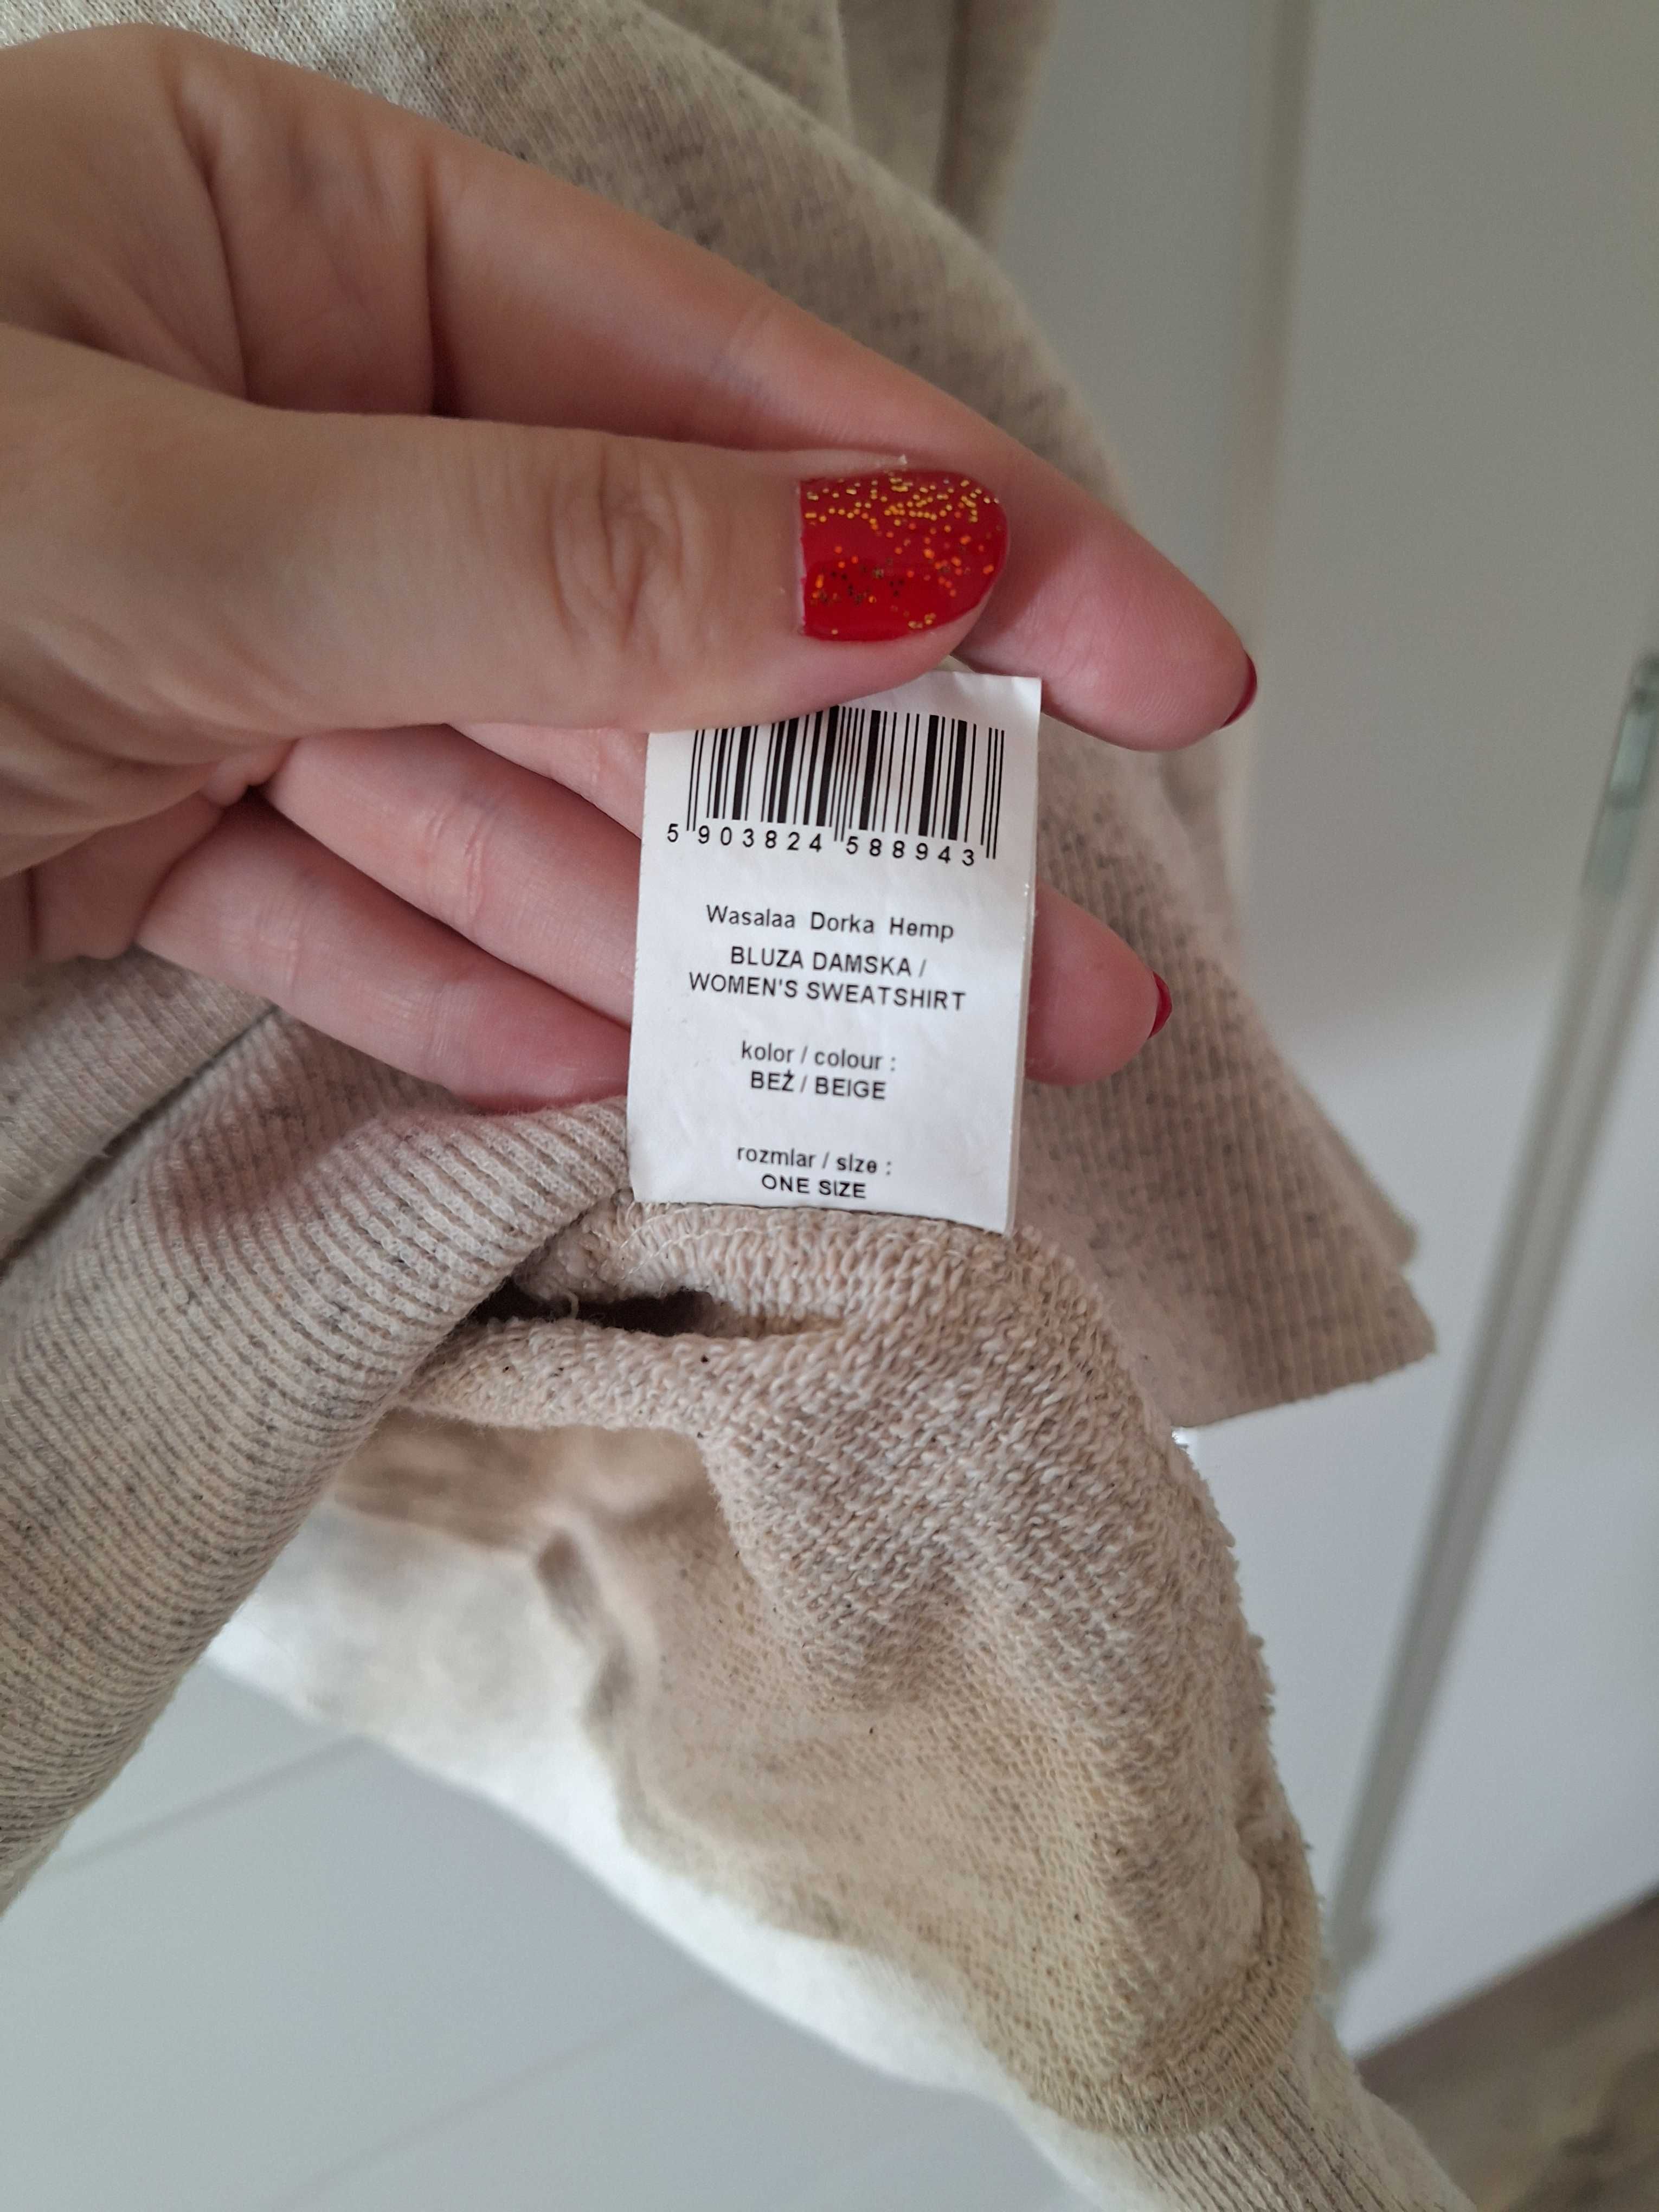 5 903824 588943
Wasalaa Dorka Hemp
BLUZA DAMSKA /
WOMEN'S SWEATSHIRT
kolor / colour :
BEŻ / BEIGE
rozmiar / size :
ONE SIZE